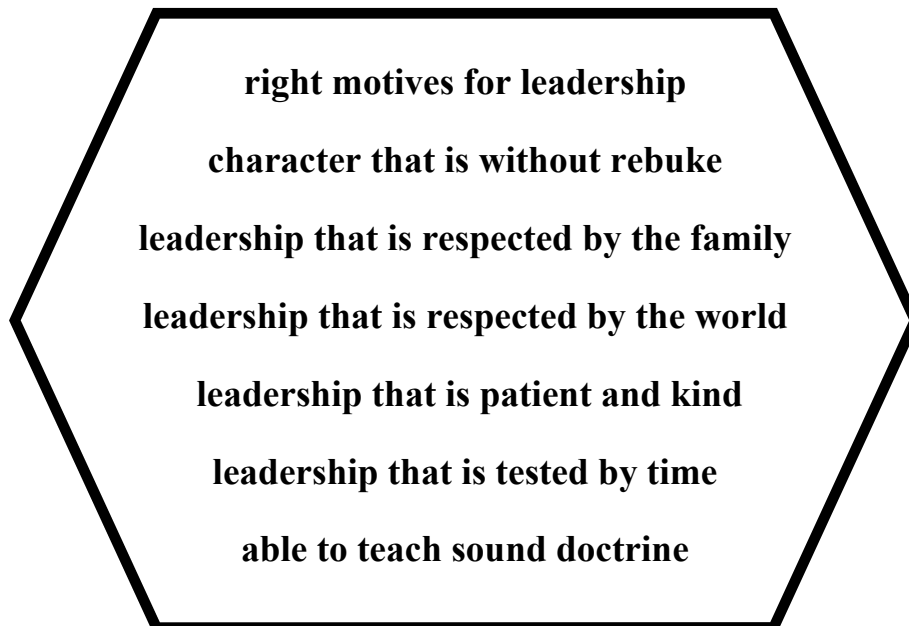 right motives for leadership
character that is without rebuke
leadership that is respected by the family
leadership that is respected by the world
leadership that is patient and kind
leadership that is tested by time
able to teach sound doctrine